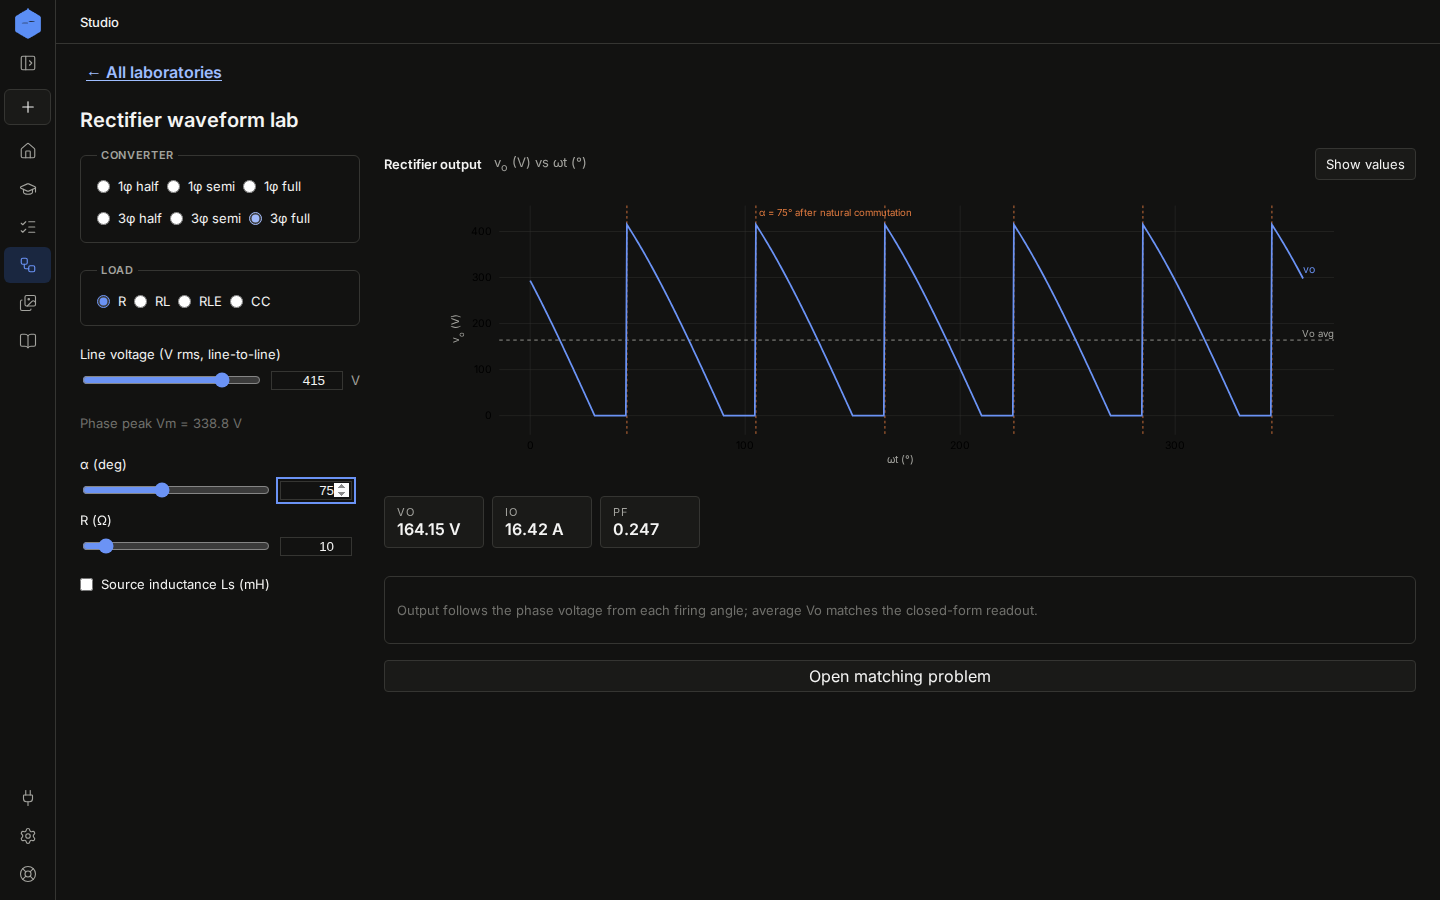 Studio
← All laboratories
Rectifier waveform lab
CONVERTER
1φ half 1φ semi 1φ full
3φ half 3φ semi 3φ full
LOAD
R RL RLE CC
Line voltage (V rms, line-to-line)
415 V
Phase peak Vm = 338.8 V
α (deg)
75
R (Ω)
10
Source inductance Ls (mH)
Rectifier output vo (V) vs ωt (°)
Show values
α = 75° after natural commutation
400
300
200
100
0
vo (V)
vo
Vo avg
0 100 200 300
ωt (°)
VO
164.15 V
IO
16.42 A
PF
0.247
Output follows the phase voltage from each firing angle; average Vo matches the closed-form readout.
Open matching problem